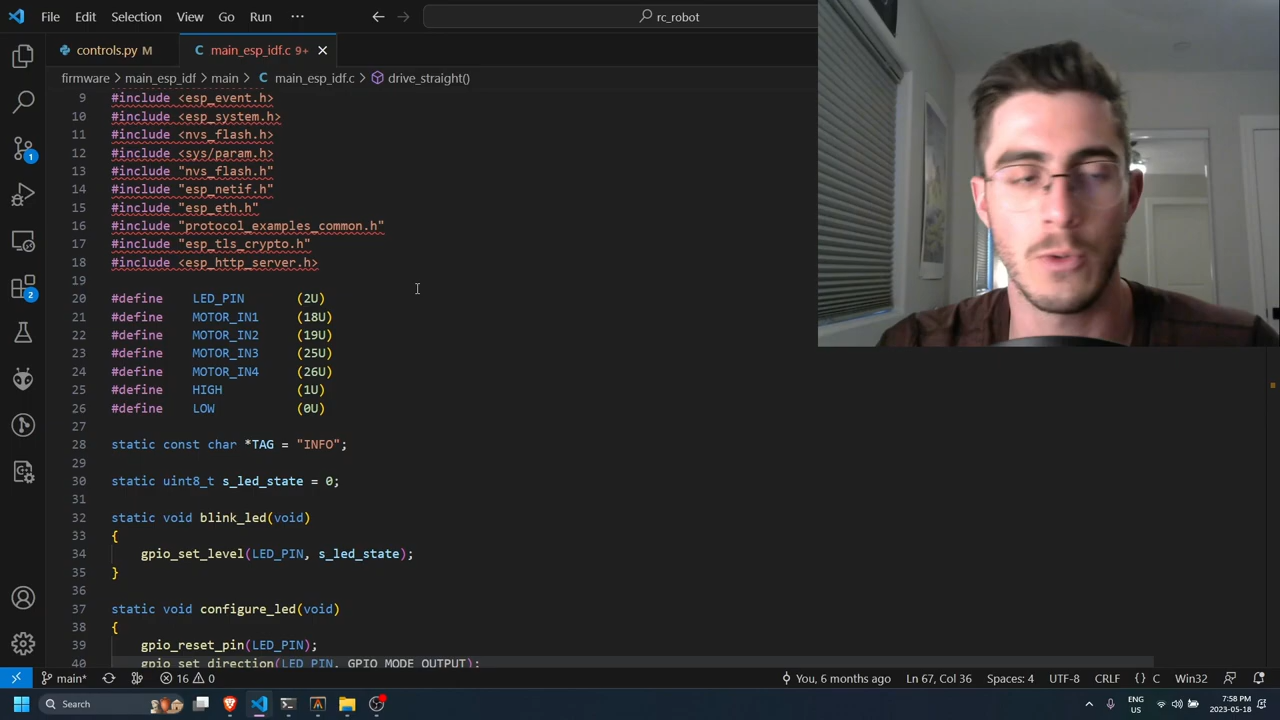 File Edit Selection View Go Run ··· rc_robot
controls.py M main_esp_idf.c 9+
firmware > main_esp_idf > main > C main_esp_idf.c > drive_straight()
9 #include <esp_event.h>
10 #include <esp_system.h>
11 #include <nvs_flash.h>
12 #include <sys/param.h>
13 #include "nvs_flash.h"
14 #include "esp_netif.h"
15 #include "esp_eth.h"
16 #include "protocol_examples_common.h"
17 #include "esp_tls_crypto.h"
18 #include <esp_http_server.h>
19
20 #define LED_PIN (2U)
21 #define MOTOR_IN1 (18U)
22 #define MOTOR_IN2 (19U)
23 #define MOTOR_IN3 (25U)
24 #define MOTOR_IN4 (26U)
25 #define HIGH (1U)
26 #define LOW (0U)
27
28 static const char *TAG = "INFO";
29
30 static uint8_t s_led_state = 0;
31
32 static void blink_led(void)
33 {
34 gpio_set_level(LED_PIN, s_led_state);
35 }
36
37 static void configure_led(void)
38 {
39 gpio_reset_pin(LED_PIN);
40 gpio_set_direction(LED_PIN, GPIO_MODE_OUTPUT);
1
2
main* 16 0 You, 6 months ago Ln 67, Col 36 Spaces: 4 UTF-8 CRLF {} C Win32
Search ENG US 7:58 PM 2023-05-18